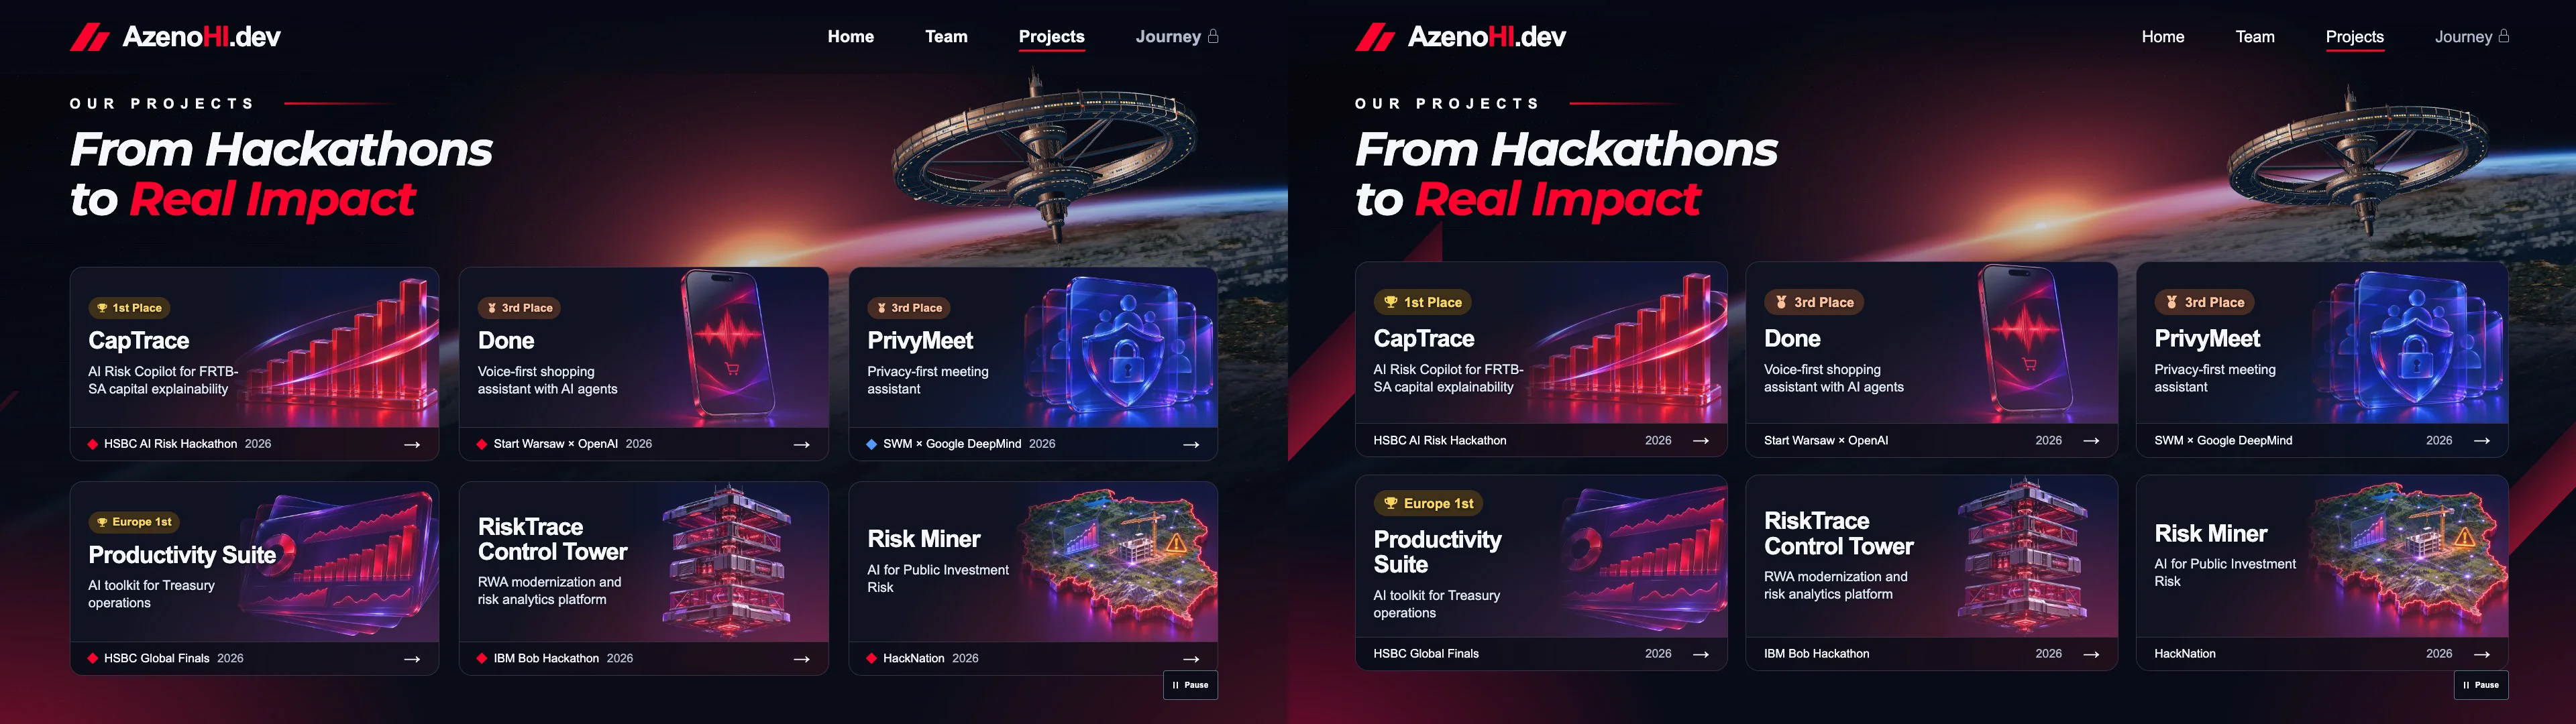 AzenoHI.dev
Home Team Projects Journey
OUR PROJECTS
From Hackathons
to Real Impact
1st Place
CapTrace
AI Risk Copilot for FRTB-
SA capital explainability
HSBC AI Risk Hackathon 2026 →
3rd Place
Done
Voice-first shopping
assistant with AI agents
Start Warsaw × OpenAI 2026 →
3rd Place
PrivyMeet
Privacy-first meeting
assistant
SWM × Google DeepMind 2026 →
Europe 1st
Productivity Suite
AI toolkit for Treasury
operations
HSBC Global Finals 2026 →
RiskTrace
Control Tower
RWA modernization and
risk analytics platform
IBM Bob Hackathon 2026 →
Risk Miner
AI for Public Investment
Risk
HackNation 2026 →
Pause
AzenoHI.dev
Home Team Projects Journey
OUR PROJECTS
From Hackathons
to Real Impact
1st Place
CapTrace
AI Risk Copilot for FRTB-
SA capital explainability
HSBC AI Risk Hackathon 2026 →
3rd Place
Done
Voice-first shopping
assistant with AI agents
Start Warsaw × OpenAI 2026 →
3rd Place
PrivyMeet
Privacy-first meeting
assistant
SWM × Google DeepMind 2026 →
Europe 1st
Productivity
Suite
AI toolkit for Treasury
operations
HSBC Global Finals 2026 →
RiskTrace
Control Tower
RWA modernization and
risk analytics platform
IBM Bob Hackathon 2026 →
Risk Miner
AI for Public Investment
Risk
HackNation 2026 →
Pause